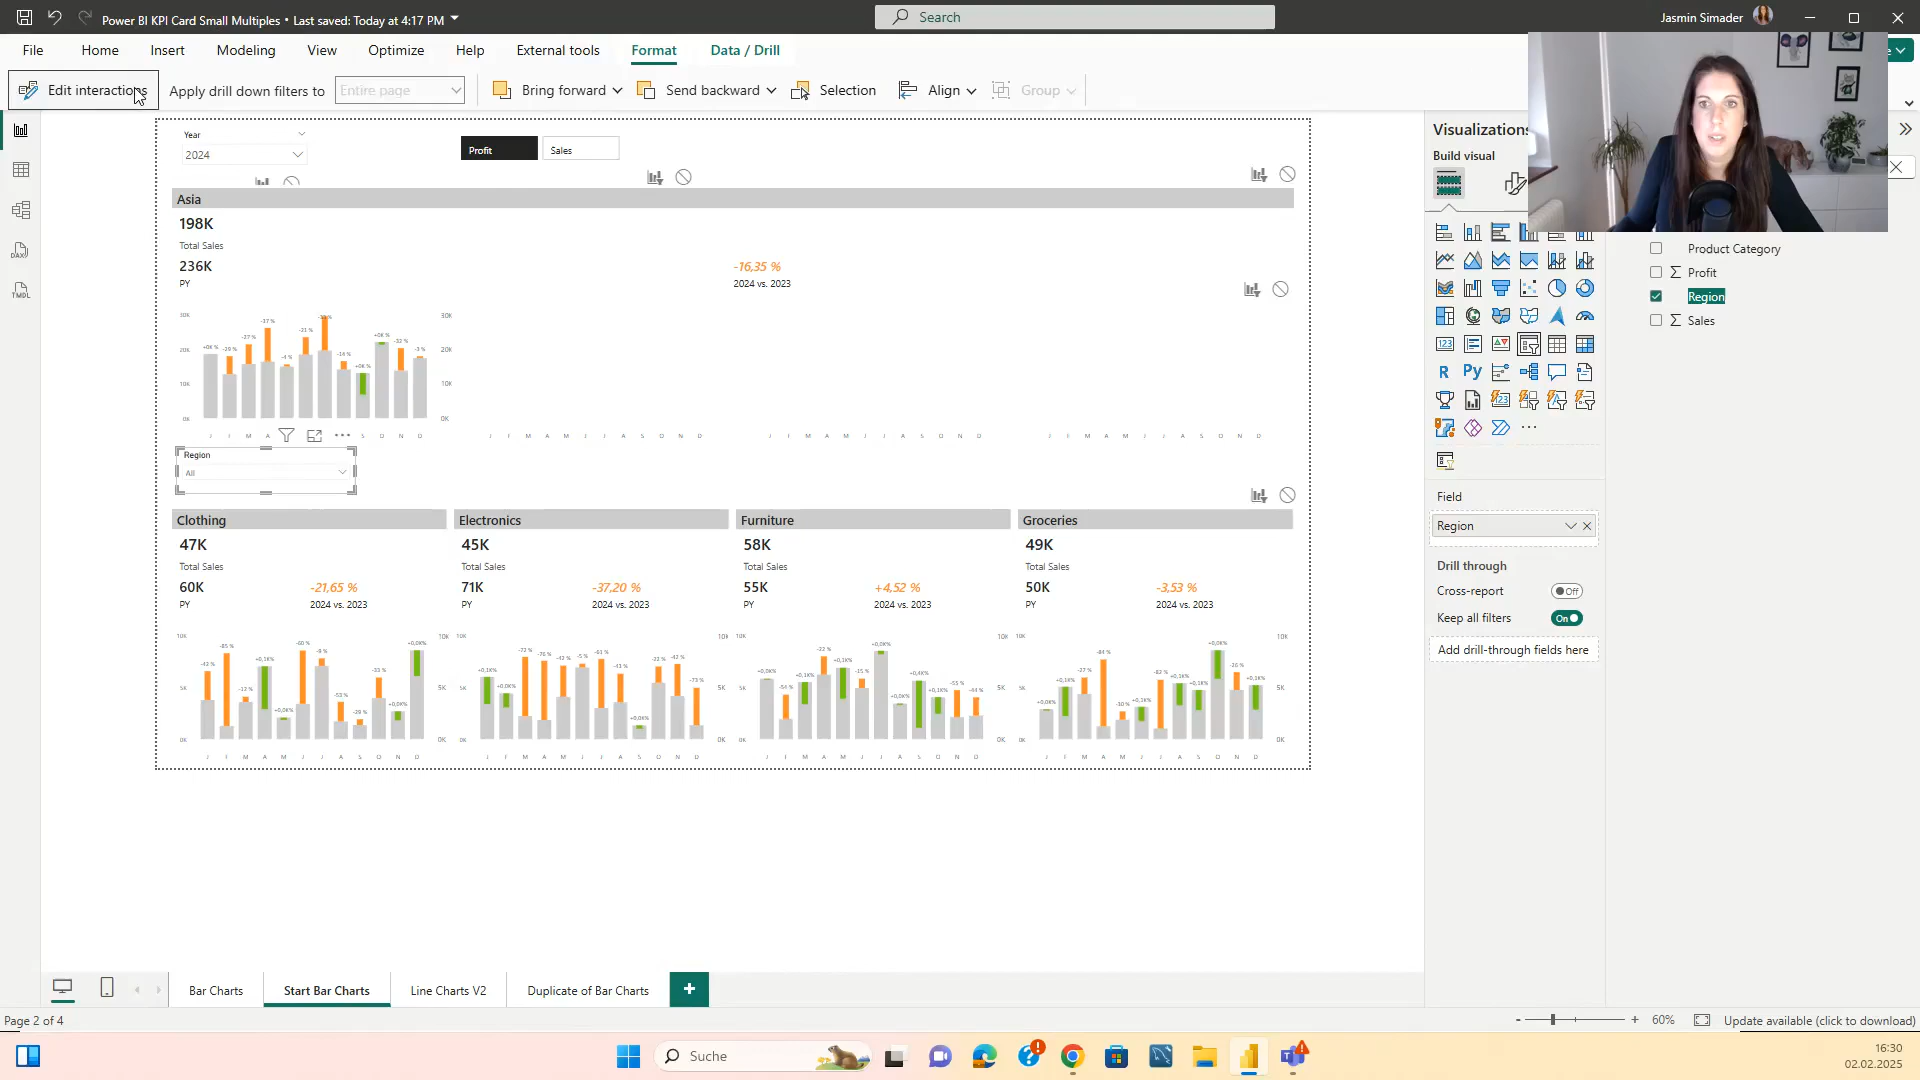 Power BI KPI Card Small Multiples • Last saved: Today at 4:17 PM
Search
Jasmin Simader
File
Home
Insert
Modeling
View
Optimize
Help
External tools
Format
Data / Drill
Edit interactions
Apply drill down filters to
Entire page
Bring forward
Send backward
Selection
Align
Group
Year
2024
Profit
Sales
Asia
198K
Total Sales
236K
-16,35 %
PY
2024 vs. 2023
Region
All
Clothing
47K
Total Sales
60K
-21,65 %
PY
2024 vs. 2023
Electronics
45K
Total Sales
71K
-37,20 %
PY
2024 vs. 2023
Furniture
58K
Total Sales
55K
+4,52 %
PY
2024 vs. 2023
Groceries
49K
Total Sales
50K
-3,53 %
PY
2024 vs. 2023
Visualizations
Build visual
Field
Region
Drill through
Cross-report
Off
Keep all filters
On
Add drill-through fields here
Product Category
Profit
Region
Sales
Bar Charts
Start Bar Charts
Line Charts V2
Duplicate of Bar Charts
Page 2 of 4
60%
Update available (click to download)
Suche
16:30
02.02.2025